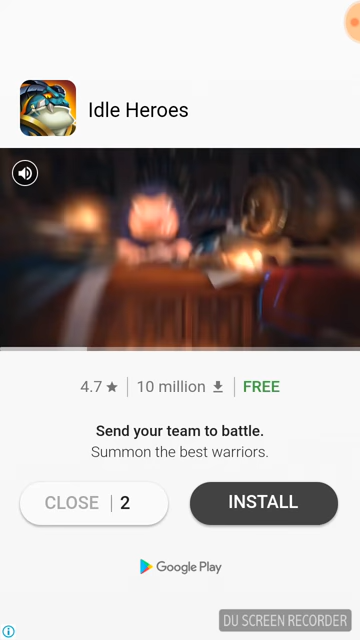 Idle Heroes
4.7 10 million FREE
Send your team to battle.
Summon the best warriors.
CLOSE 2 INSTALL
Google Play
DU SCREEN RECORDER